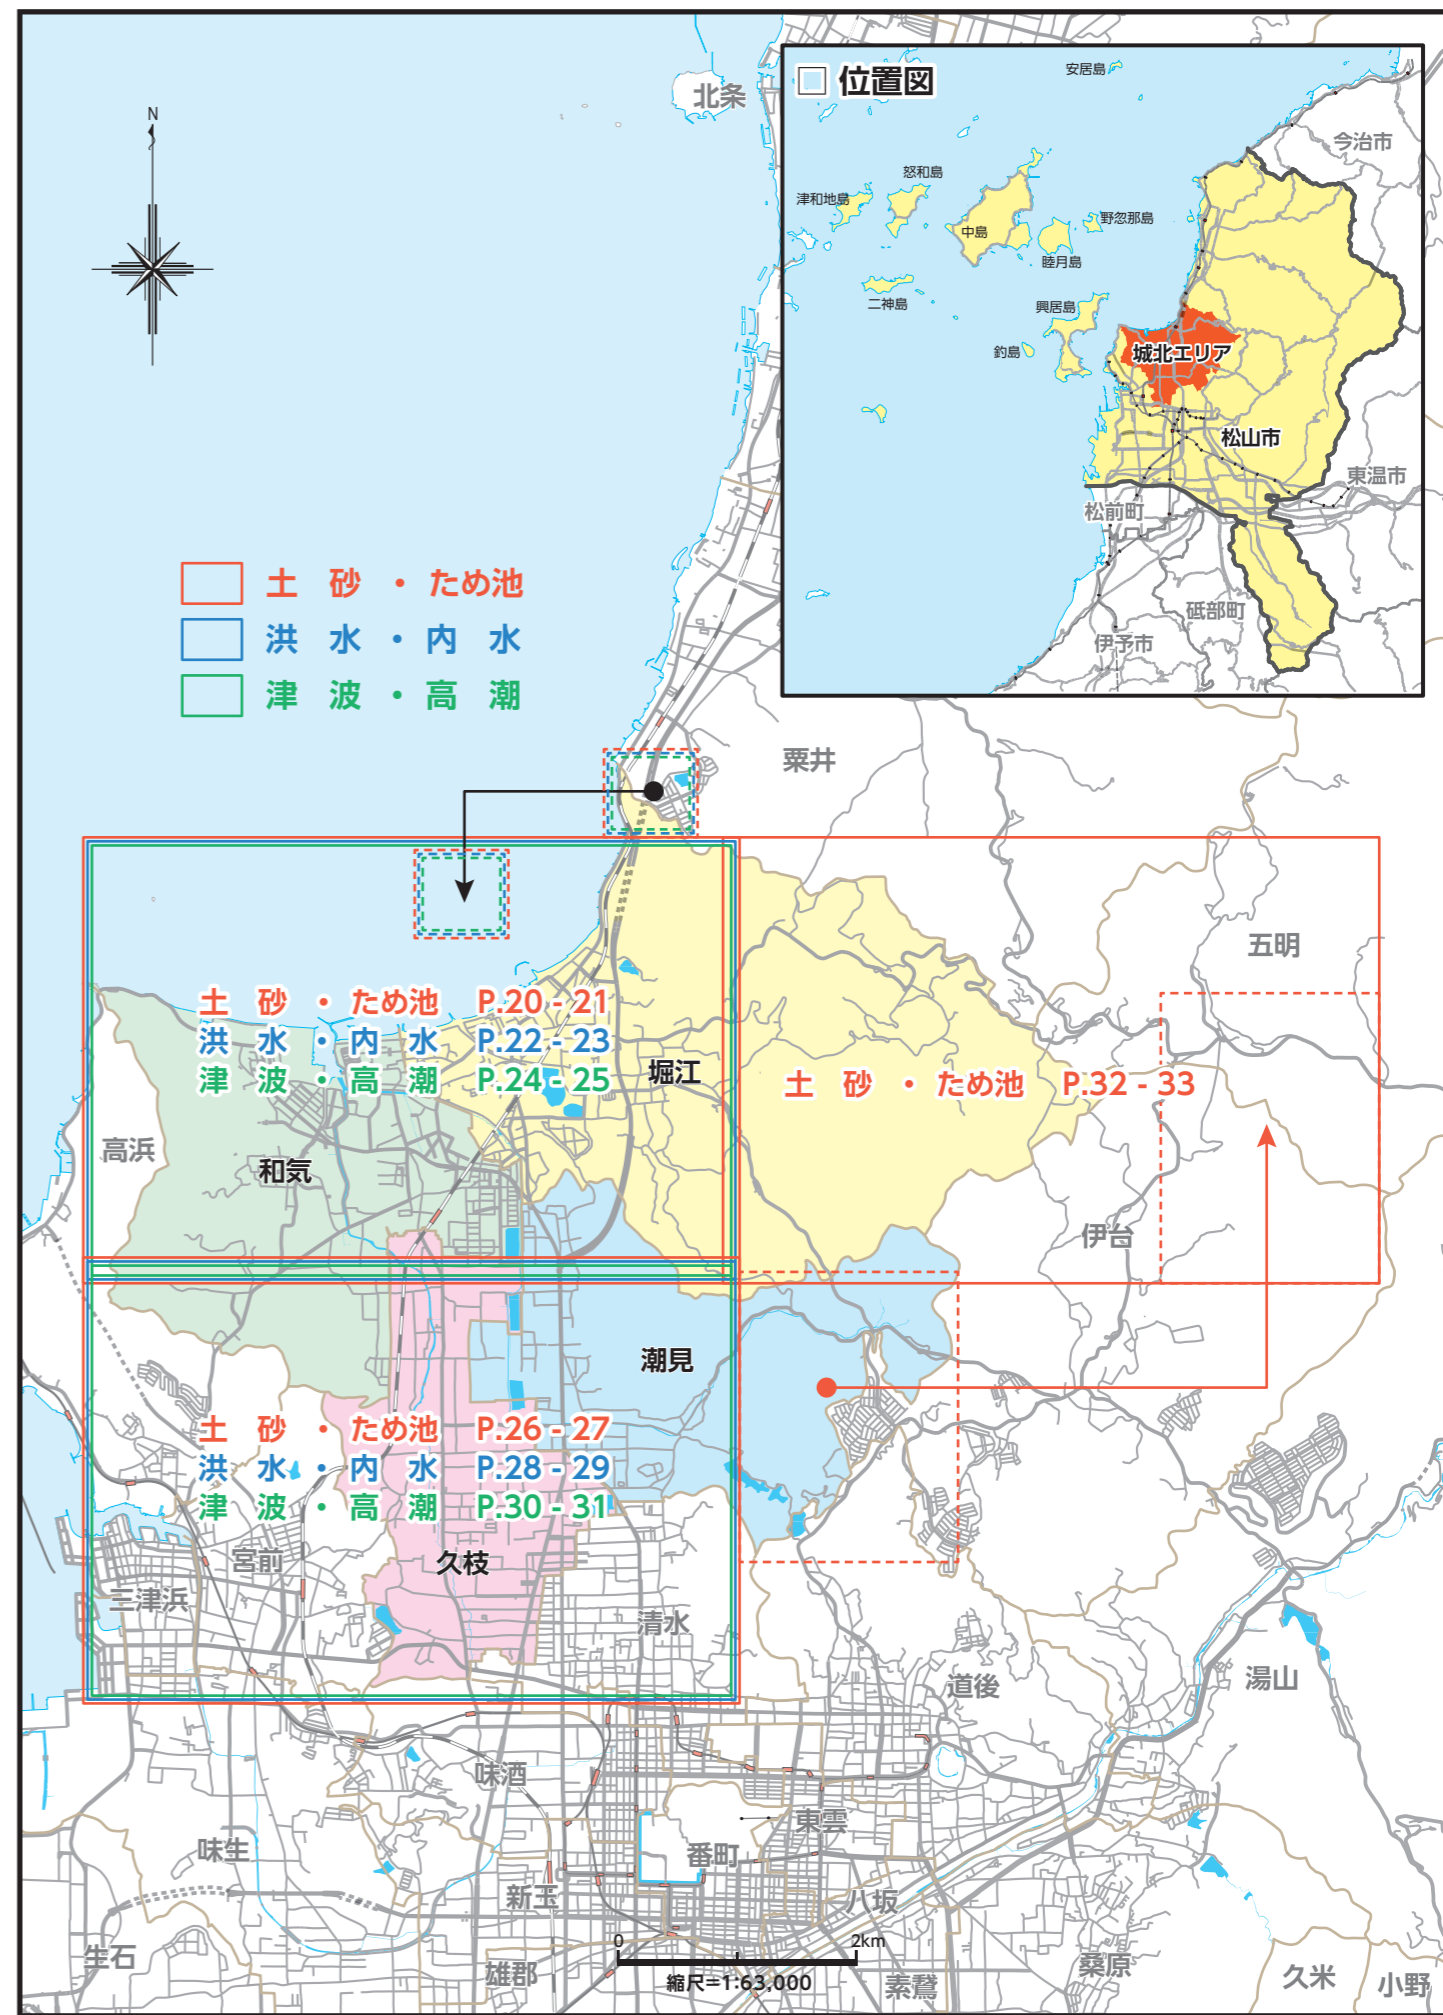 北条
N
□ 位置図
安居島
今治市
怒和島
津和地島
中島
野忽那島
睦月島
二神島
興居島
釣島
城北エリア
松山市
東温市
松前町
砥部町
伊予市
土 砂 ・ ため池
洪 水 ・ 内 水
津 波 ・ 高 潮
粟井
五明
土 砂 ・ ため池 P.20 - 21
洪 水 ・ 内 水 P.22 - 23
津 波 ・ 高 潮 P.24 - 25
堀江
土 砂 ・ ため池 P.32 - 33
高浜
和気
伊台
潮見
土 砂 ・ ため池 P.26 - 27
洪 水 ・ 内 水 P.28 - 29
津 波 ・ 高 潮 P.30 - 31
宮前
久枝
三津浜
清水
道後
湯山
味酒
東雲
味生
番町
新玉
八坂
0 2km
縮尺=1:63,000
生石
雄郡
素鵞
桑原
久米
小野